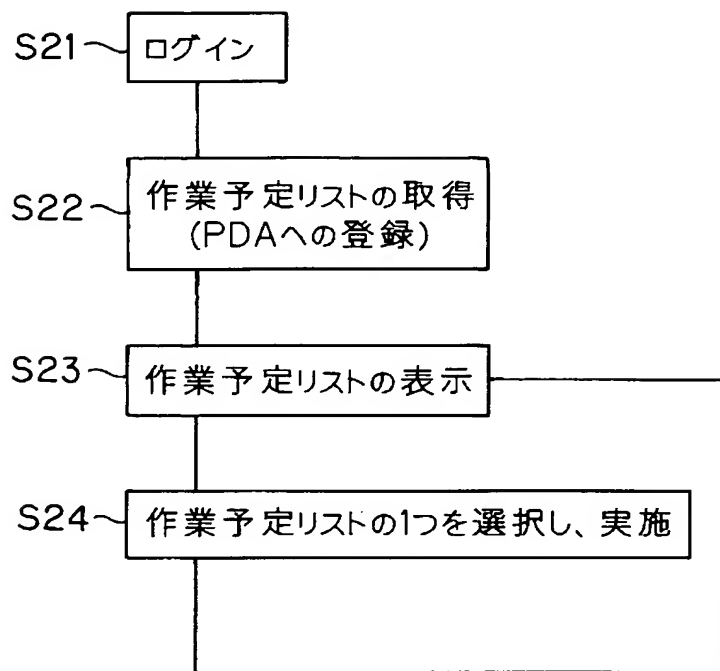 S21 ログイン
S22 作業予定リストの取得
(PDAへの登録)
S23 作業予定リストの表示
S24 作業予定リストの1つを選択し、実施